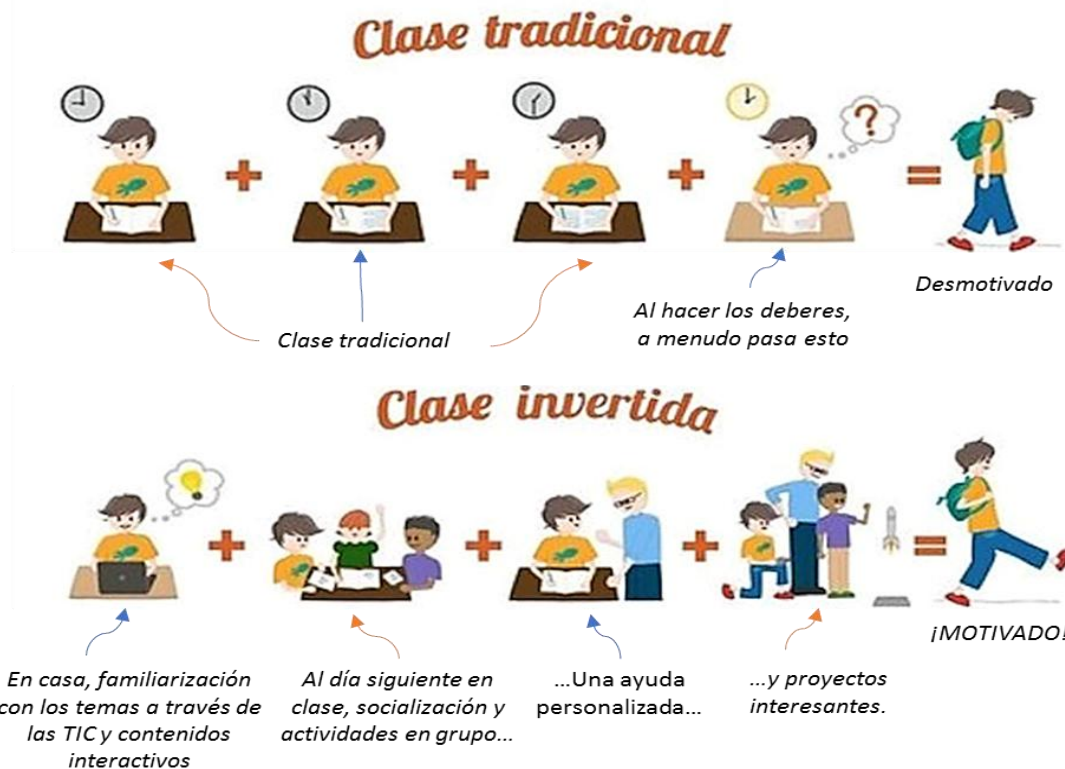 Clase tradicional
?
Desmotivado
Al hacer los deberes,
a menudo pasa esto
Clase tradicional
Clase invertida
¡MOTIVADO!
En casa, familiarización
con los temas a través de
las TIC y contenidos
interactivos
Al día siguiente en
clase, socialización y
actividades en grupo...
...Una ayuda
personalizada...
...y proyectos
interesantes.